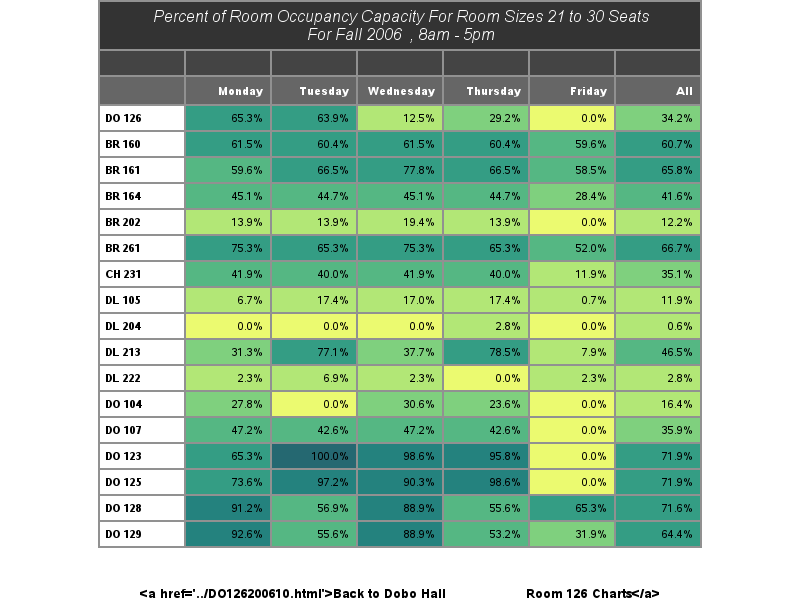 Percent of Room Occupancy Capacity For Room Sizes 21 to 30 Seats
For Fall 2006 , 8am - 5pm
Monday Tuesday Wednesday Thursday Friday All
DO 126 65.3% 63.9% 12.5% 29.2% 0.0% 34.2%
BR 160 61.5% 60.4% 61.5% 60.4% 59.6% 60.7%
BR 161 59.6% 66.5% 77.8% 66.5% 58.5% 65.8%
BR 164 45.1% 44.7% 45.1% 44.7% 28.4% 41.6%
BR 202 13.9% 13.9% 19.4% 13.9% 0.0% 12.2%
BR 261 75.3% 65.3% 75.3% 65.3% 52.0% 66.7%
CH 231 41.9% 40.0% 41.9% 40.0% 11.9% 35.1%
DL 105 6.7% 17.4% 17.0% 17.4% 0.7% 11.9%
DL 204 0.0% 0.0% 0.0% 2.8% 0.0% 0.6%
DL 213 31.3% 77.1% 37.7% 78.5% 7.9% 46.5%
DL 222 2.3% 6.9% 2.3% 0.0% 2.3% 2.8%
DO 104 27.8% 0.0% 30.6% 23.6% 0.0% 16.4%
DO 107 47.2% 42.6% 47.2% 42.6% 0.0% 35.9%
DO 123 65.3% 100.0% 98.6% 95.8% 0.0% 71.9%
DO 125 73.6% 97.2% 90.3% 98.6% 0.0% 71.9%
DO 128 91.2% 56.9% 88.9% 55.6% 65.3% 71.6%
DO 129 92.6% 55.6% 88.9% 53.2% 31.9% 64.4%
<a href='../DO126200610.html'>Back to Dobo Hall Room 126 Charts</a>